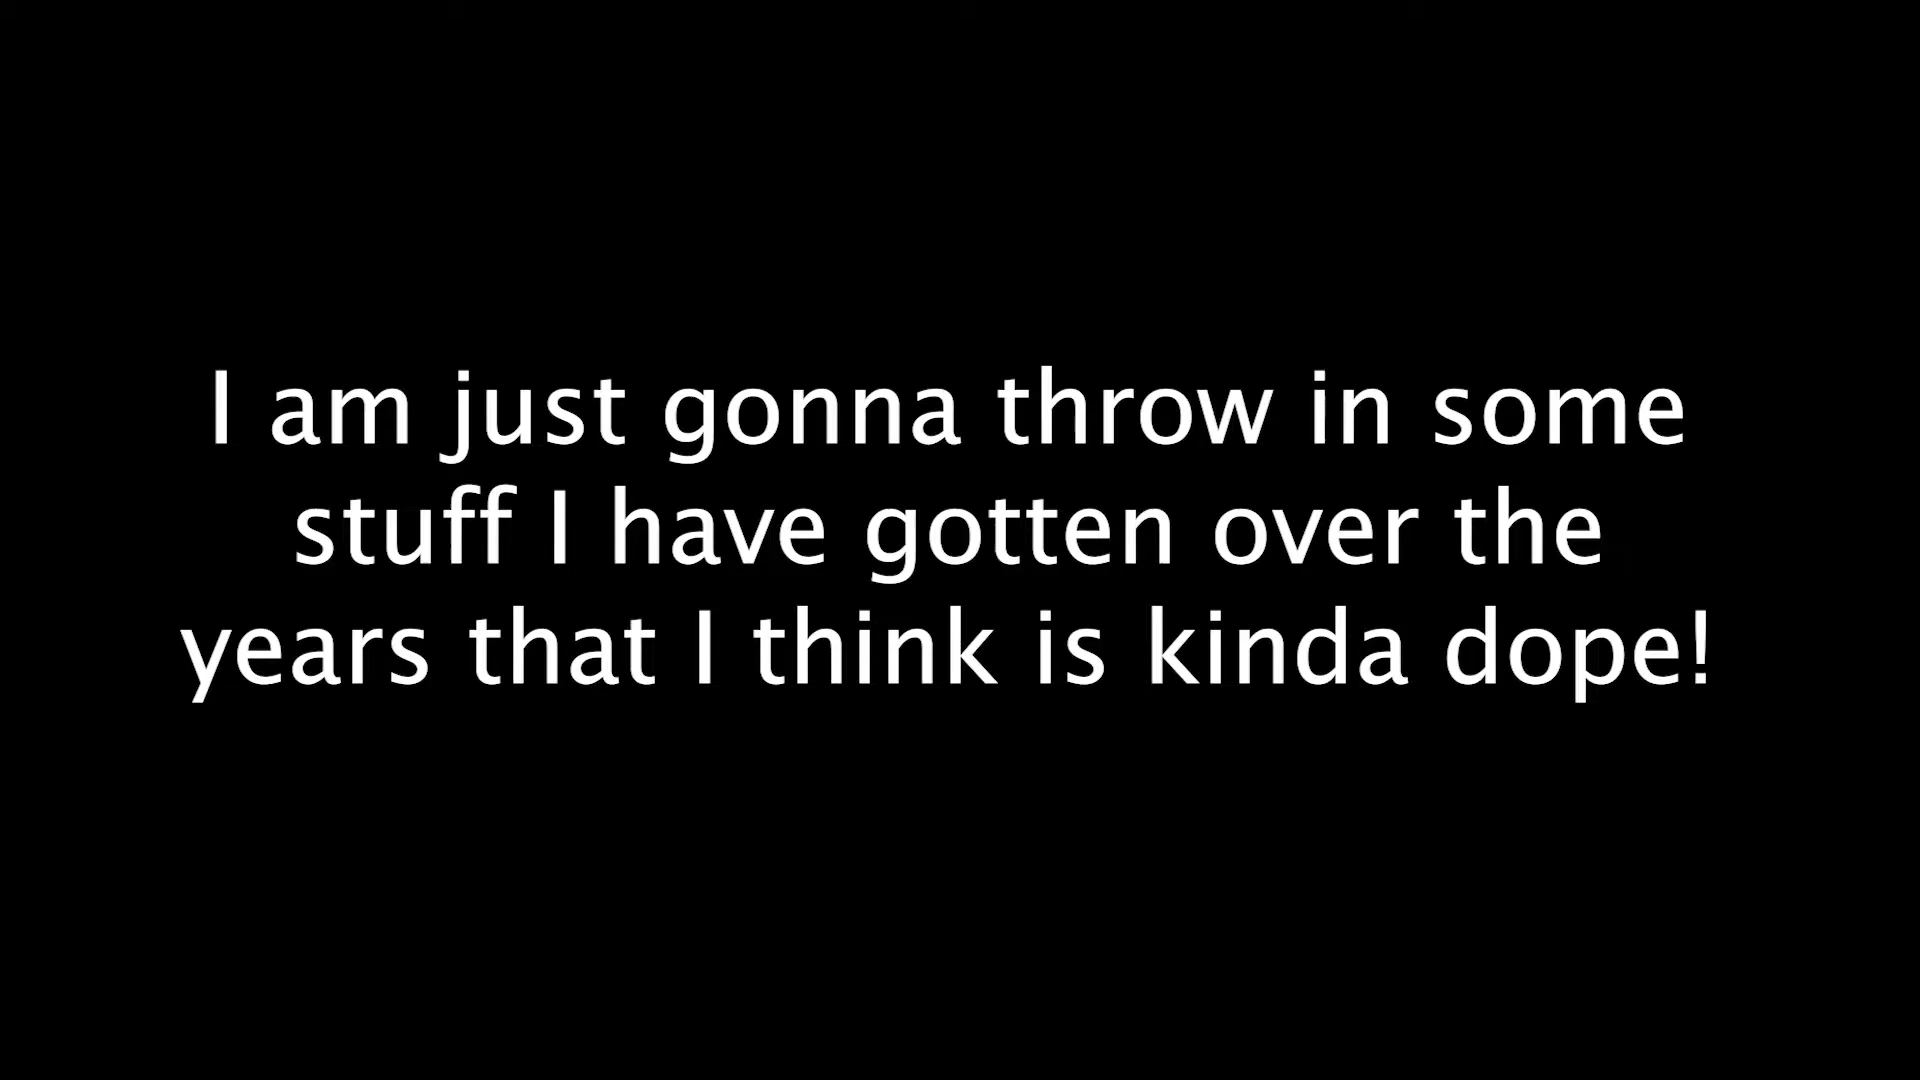 I am just gonna throw in some
stuff I have gotten over the
years that I think is kinda dope!